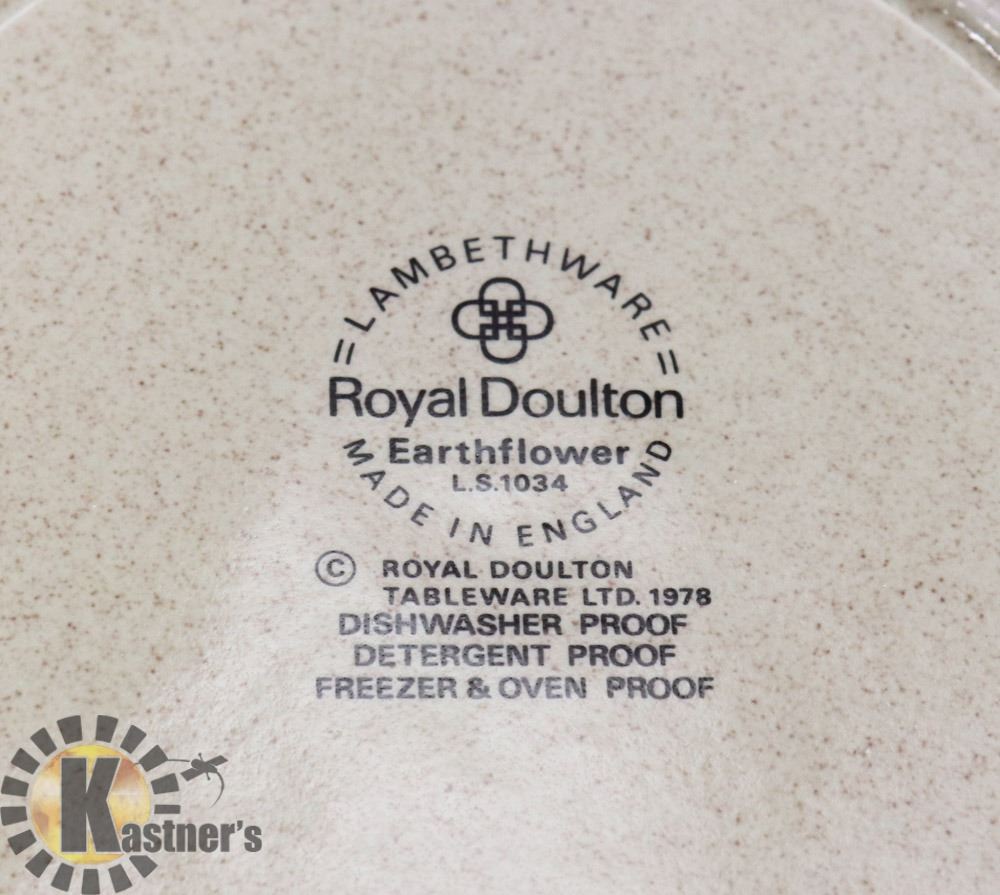 =LAMBETHWARE=
Royal Doulton
Earthflower
L.S.1034
MADE IN ENGLAND
© ROYAL DOULTON
TABLEWARE LTD. 1978
DISHWASHER PROOF
DETERGENT PROOF
FREEZER & OVEN PROOF
Kastner's